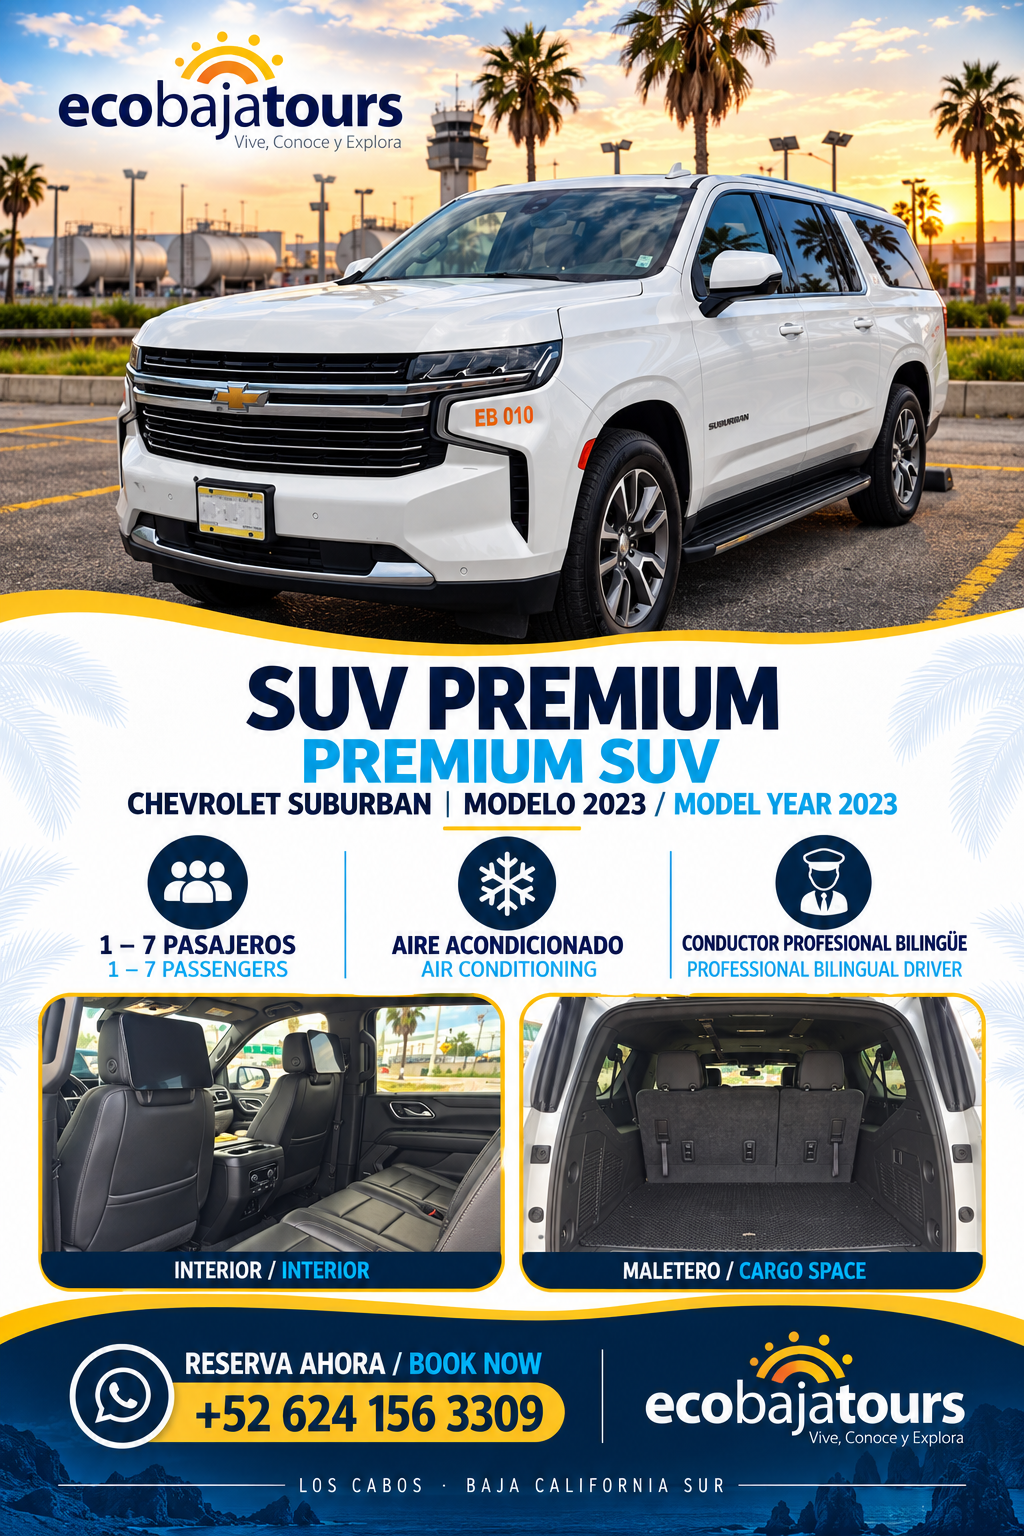 ecobajatours
Vive, Conoce y Explora
EB 010
SUBURBAN
SUV PREMIUM
PREMIUM SUV
CHEVROLET SUBURBAN | MODELO 2023 / MODEL YEAR 2023
1 – 7 PASAJEROS
1 – 7 PASSENGERS
AIRE ACONDICIONADO
AIR CONDITIONING
CONDUCTOR PROFESIONAL BILINGÜE
PROFESSIONAL BILINGUAL DRIVER
INTERIOR / INTERIOR
MALETERO / CARGO SPACE
RESERVA AHORA / BOOK NOW
+52 624 156 3309
ecobajatours
Vive, Conoce y Explora
LOS CABOS · BAJA CALIFORNIA SUR